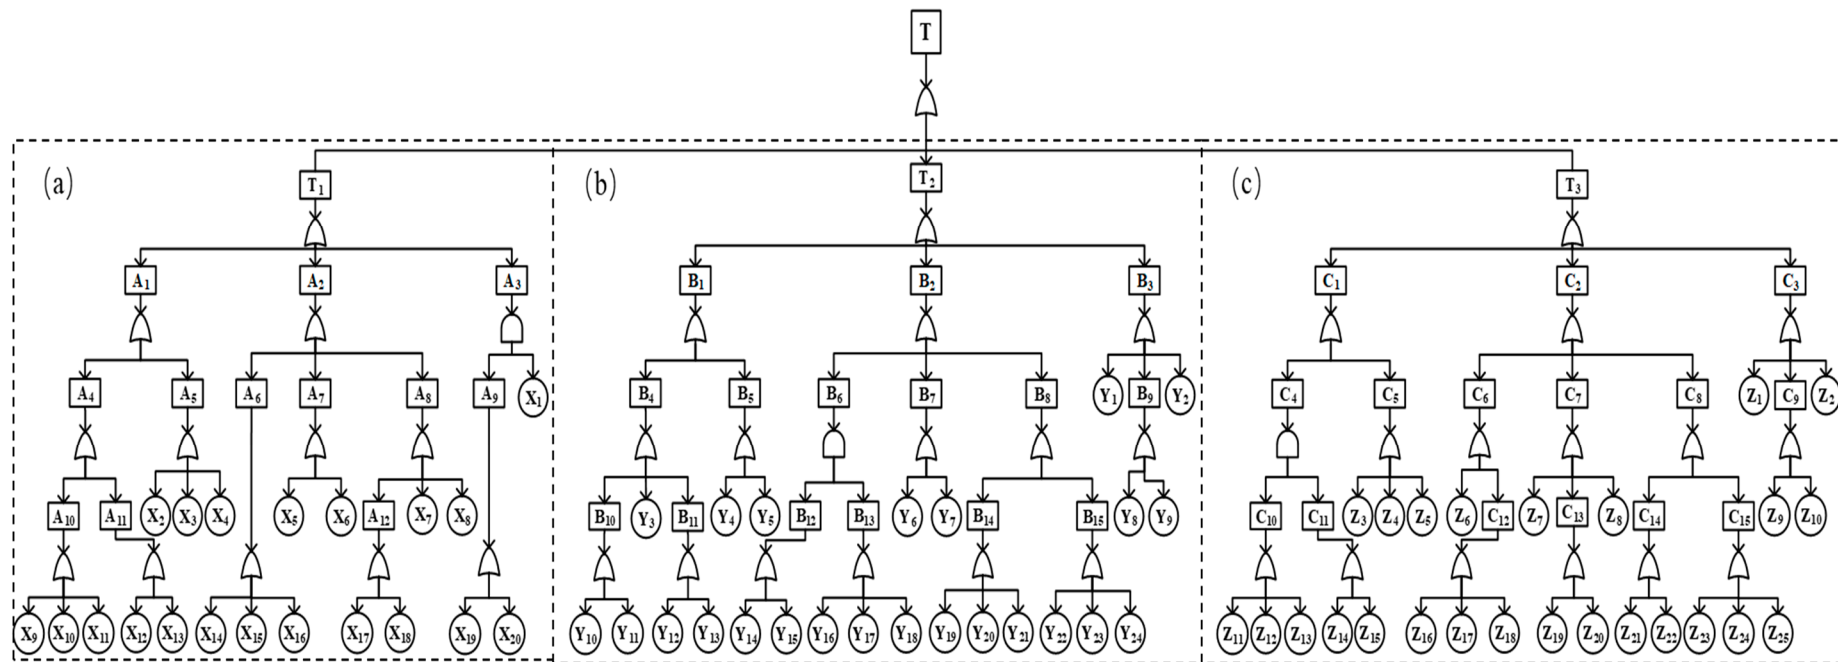 T
(a) (b) (c)
T1 T2 T3
A1 A2 A3 B1 B2 B3 C1 C2 C3
A4 A5 A6 A7 A8 A9 X1 B4 B5 B6 B7 B8 Y1 B9 Y2 C4 C5 C6 C7 C8 Z1 C9 Z2
A10 A11 X2 X3 X4 X5 X6 A12 X7 X8 B10 Y3 B11 Y4 Y5 B12 B13 Y6 Y7 B14 B15 Y8 Y9 C10 C11 Z3 Z4 Z5 Z6 C12 Z7 C13 Z8 C14 C15 Z9 Z10
X9 X10 X11 X12 X13 X14 X15 X16 X17 X18 X19 X20 Y10 Y11 Y12 Y13 Y14 Y15 Y16 Y17 Y18 Y19 Y20 Y21 Y22 Y23 Y24 Z11 Z12 Z13 Z14 Z15 Z16 Z17 Z18 Z19 Z20 Z21 Z22 Z23 Z24 Z25